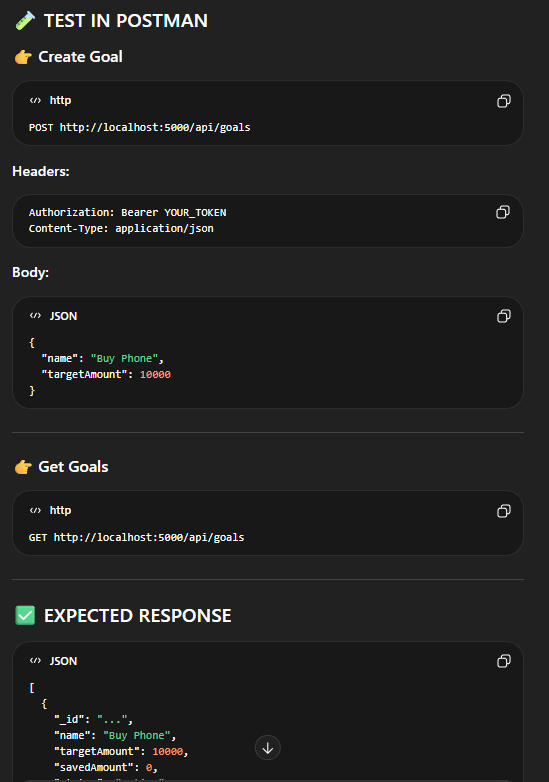 TEST IN POSTMAN
Create Goal
http
POST http://localhost:5000/api/goals
Headers:
Authorization: Bearer YOUR_TOKEN
Content-Type: application/json
Body:
JSON
{
"name": "Buy Phone",
"targetAmount": 10000
}
Get Goals
http
GET http://localhost:5000/api/goals
EXPECTED RESPONSE
JSON
[
{
"_id": "...",
"name": "Buy Phone",
"targetAmount": 10000,
"savedAmount": 0,